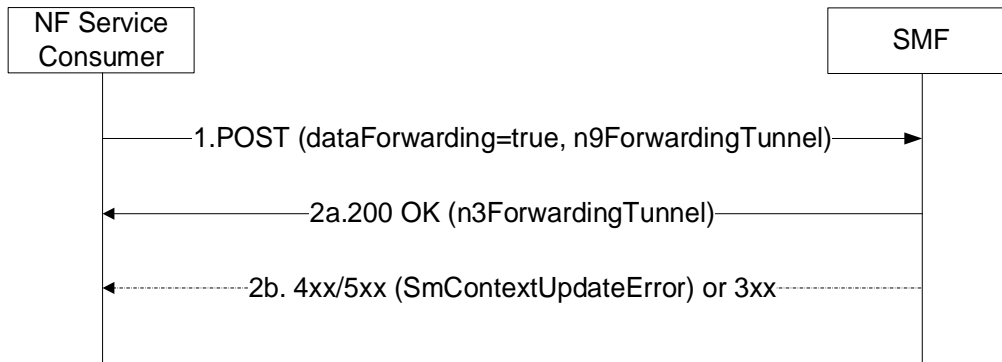 NF Service
Consumer
SMF
1.POST (dataForwarding=true, n9ForwardingTunnel)
2a.200 OK (n3ForwardingTunnel)
2b. 4xx/5xx (SmContextUpdateError) or 3xx